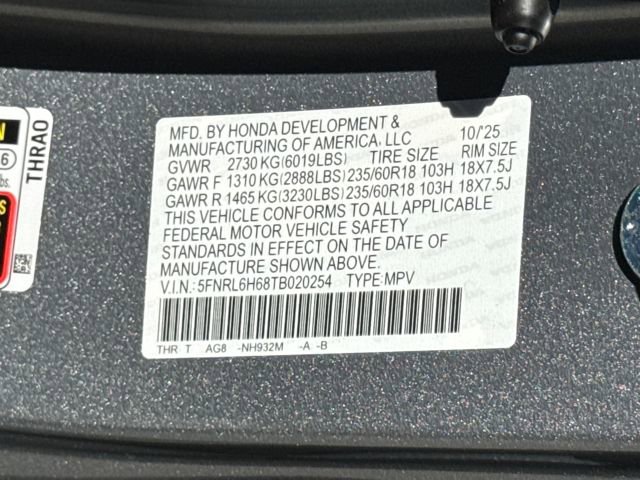 MFD. BY HONDA DEVELOPMENT &
MANUFACTURING OF AMERICA, LLC 10/'25
GVWR 2730 KG(6019LBS) TIRE SIZE RIM SIZE
GAWR F 1310 KG(2888LBS) 235/60R18 103H 18X7.5J
GAWR R 1465 KG(3230LBS) 235/60R18 103H 18X7.5J
THIS VEHICLE CONFORMS TO ALL APPLICABLE
FEDERAL MOTOR VEHICLE SAFETY
STANDARDS IN EFFECT ON THE DATE OF
MANUFACTURE SHOWN ABOVE.
V.I.N.: 5FNRL6H68TB020254 TYPE:MPV
THR T AG8 -NH932M -A -B
THRA0
lbs.